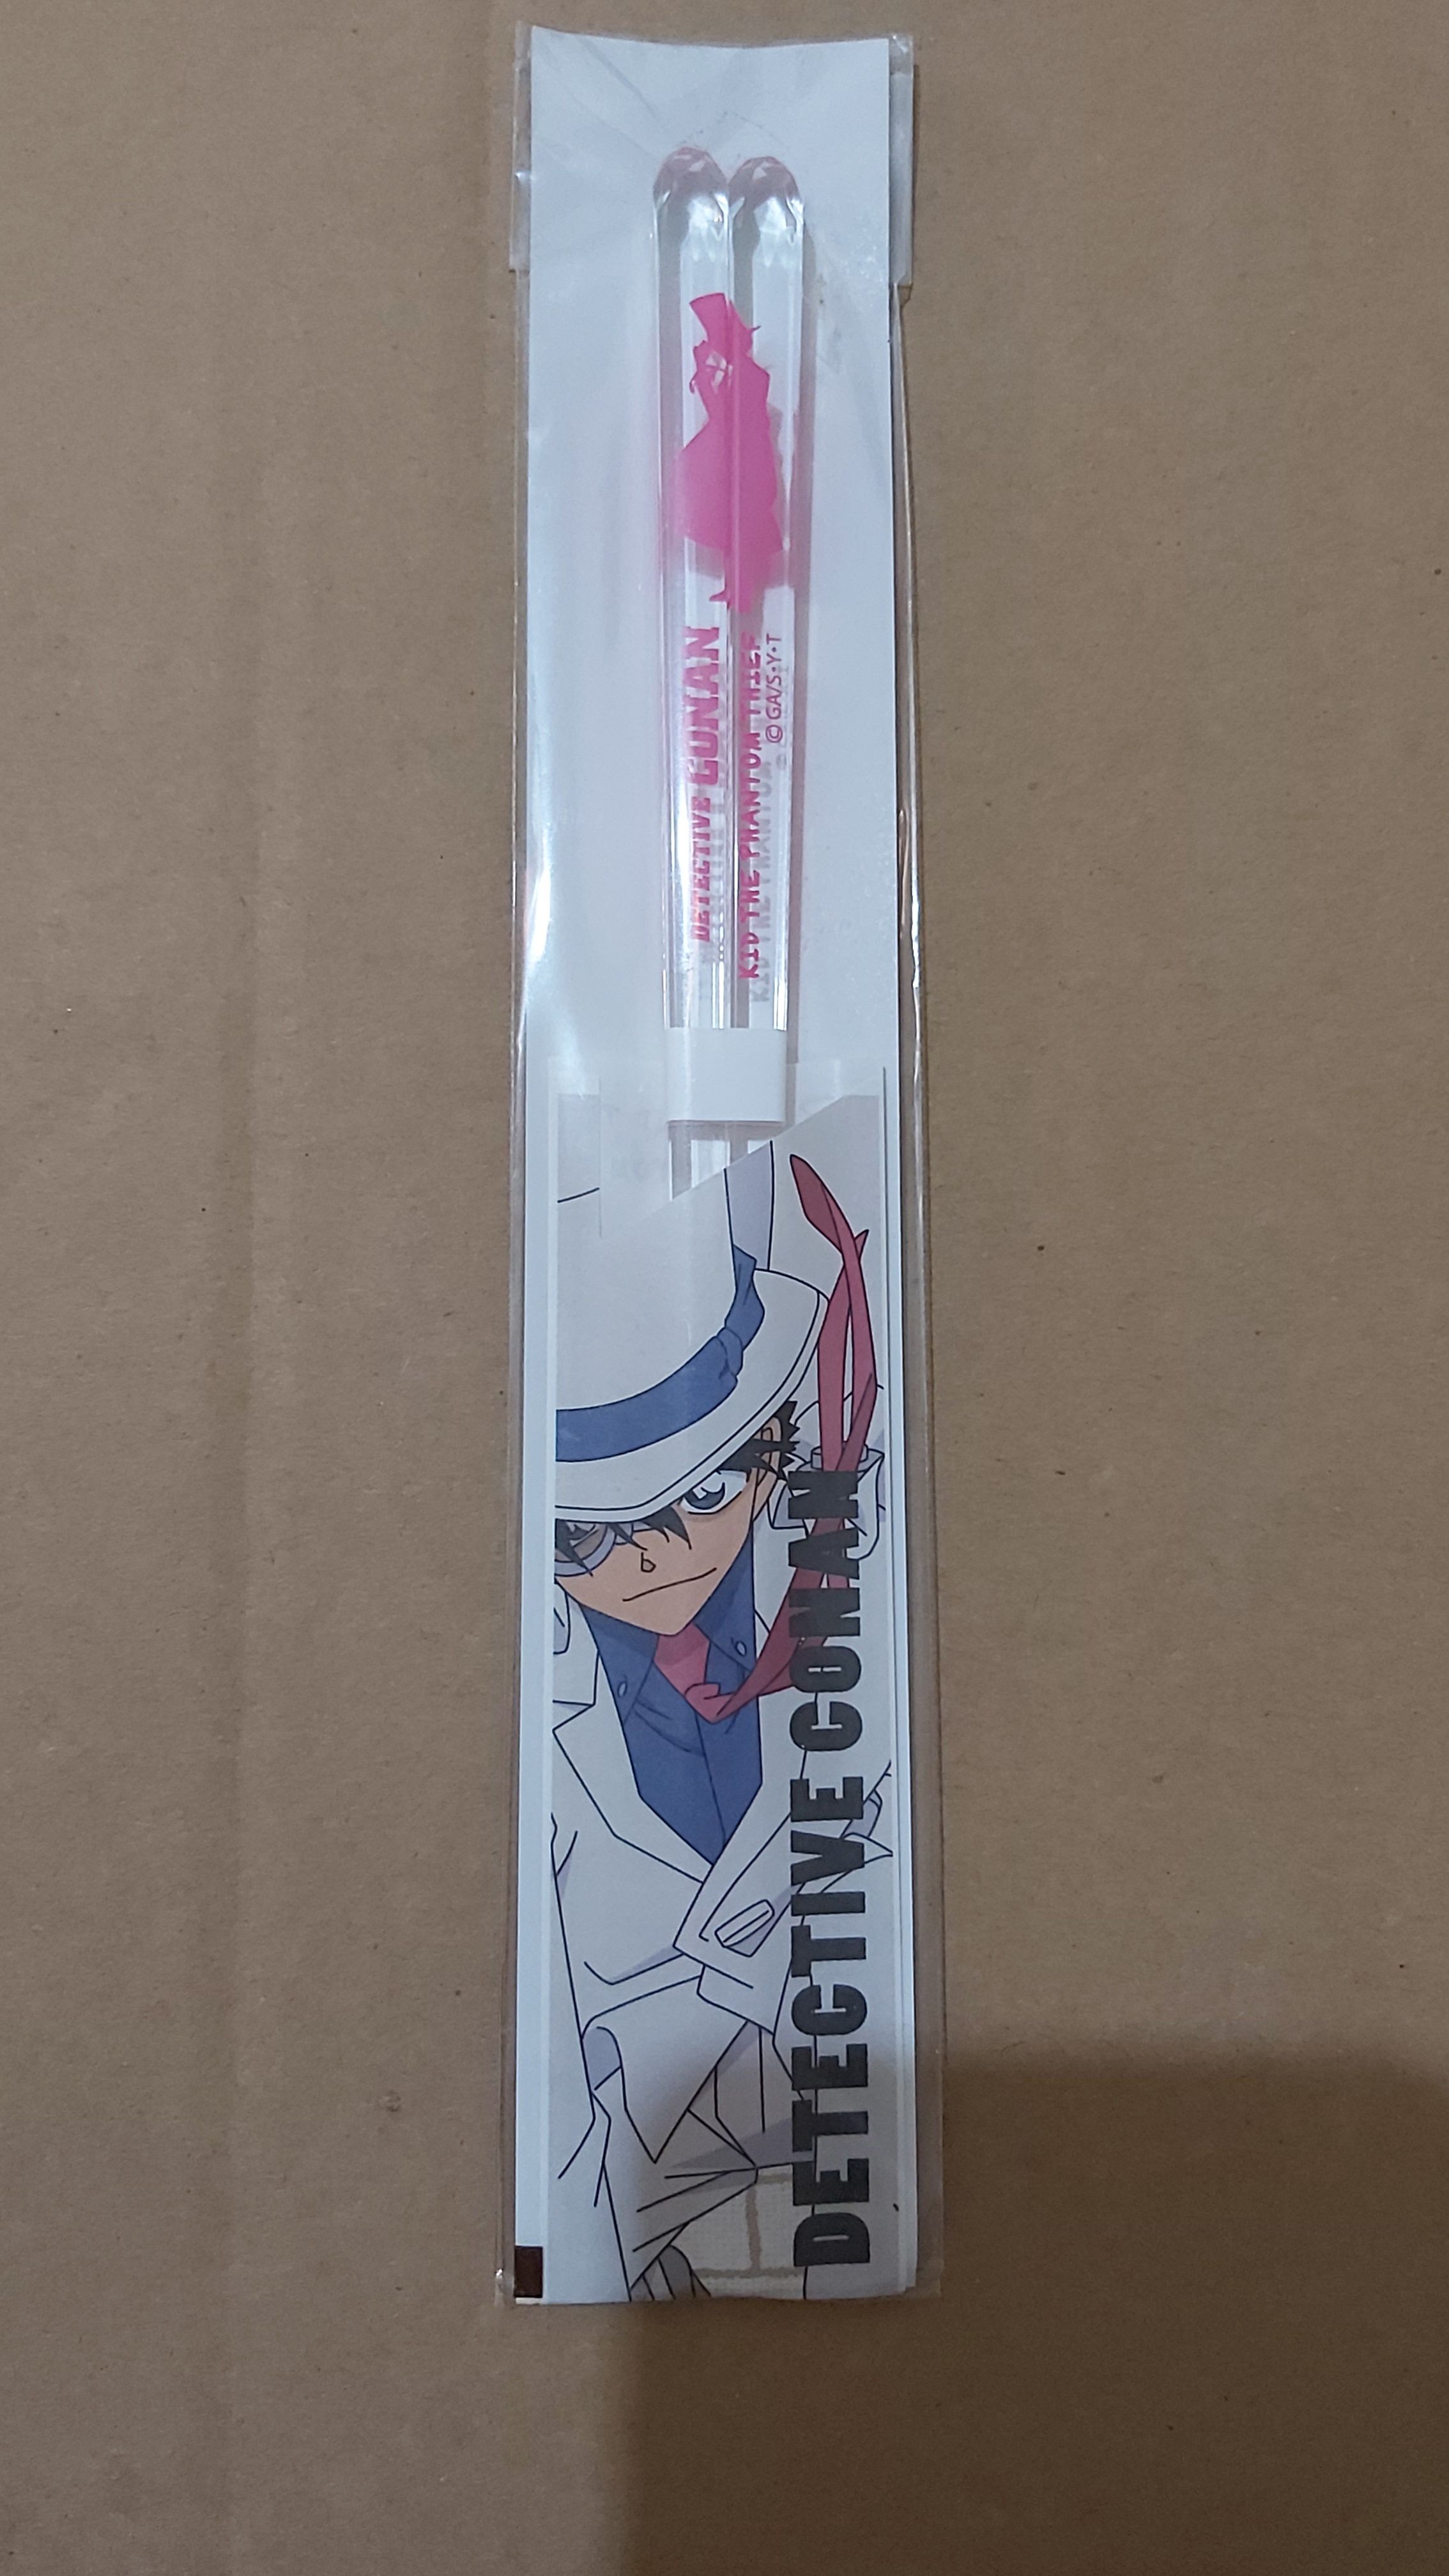 DETECTIVE CONAN
KID THE PHANTOM THIEF
©GA/S・Y・T
DETECTIVE CONAN